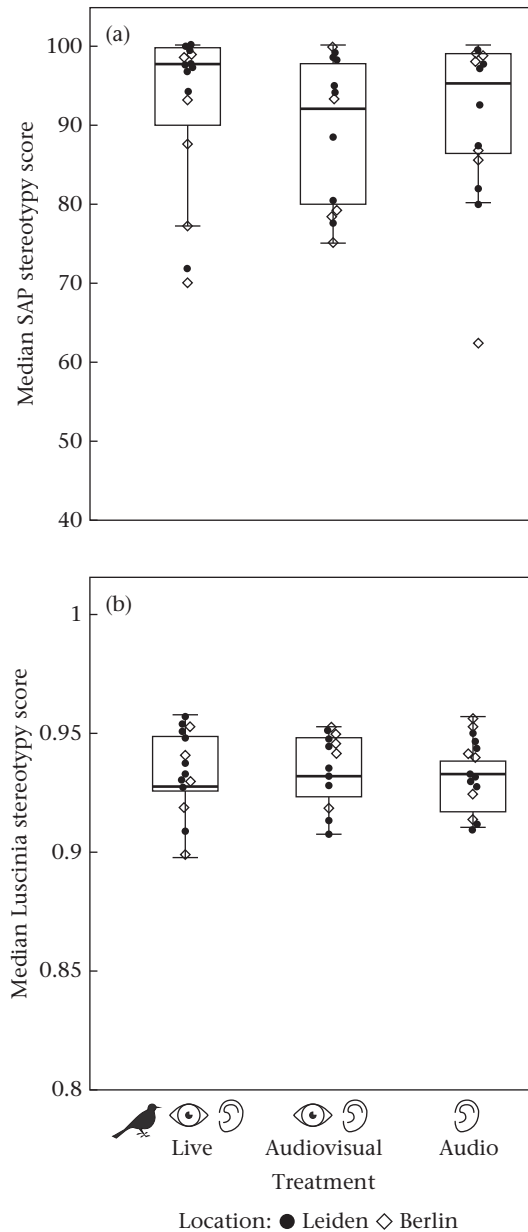 (a)
100
90
80
70
60
50
40
Median SAP stereotypy score
(b)
1
0.95
0.9
0.85
0.8
Median Luscinia stereotypy score
Live Audiovisual Audio
Treatment
Location: Leiden Berlin